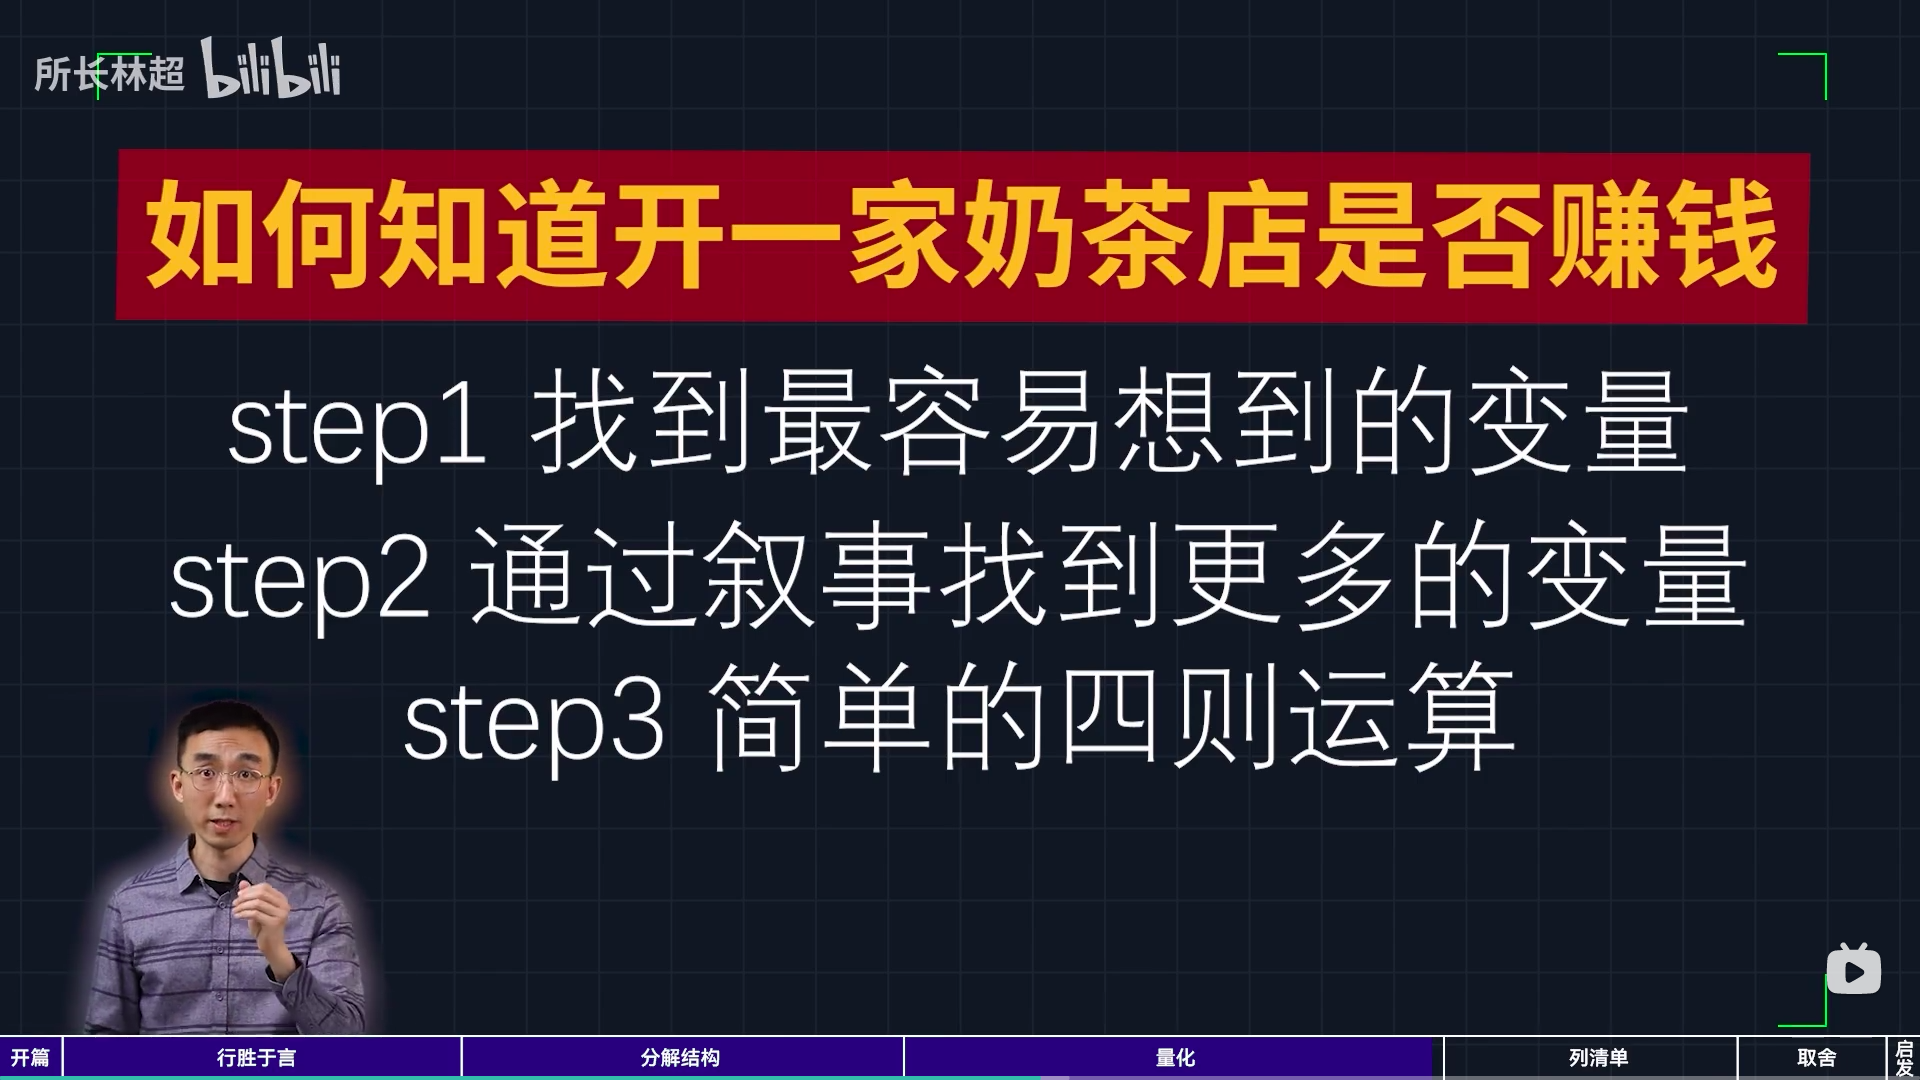 所长林超 bilibili
如何知道开一家奶茶店是否赚钱
step1 找到最容易想到的变量
step2 通过叙事找到更多的变量
step3 简单的四则运算
开篇 行胜于言 分解结构 量化 列清单 取舍 启发